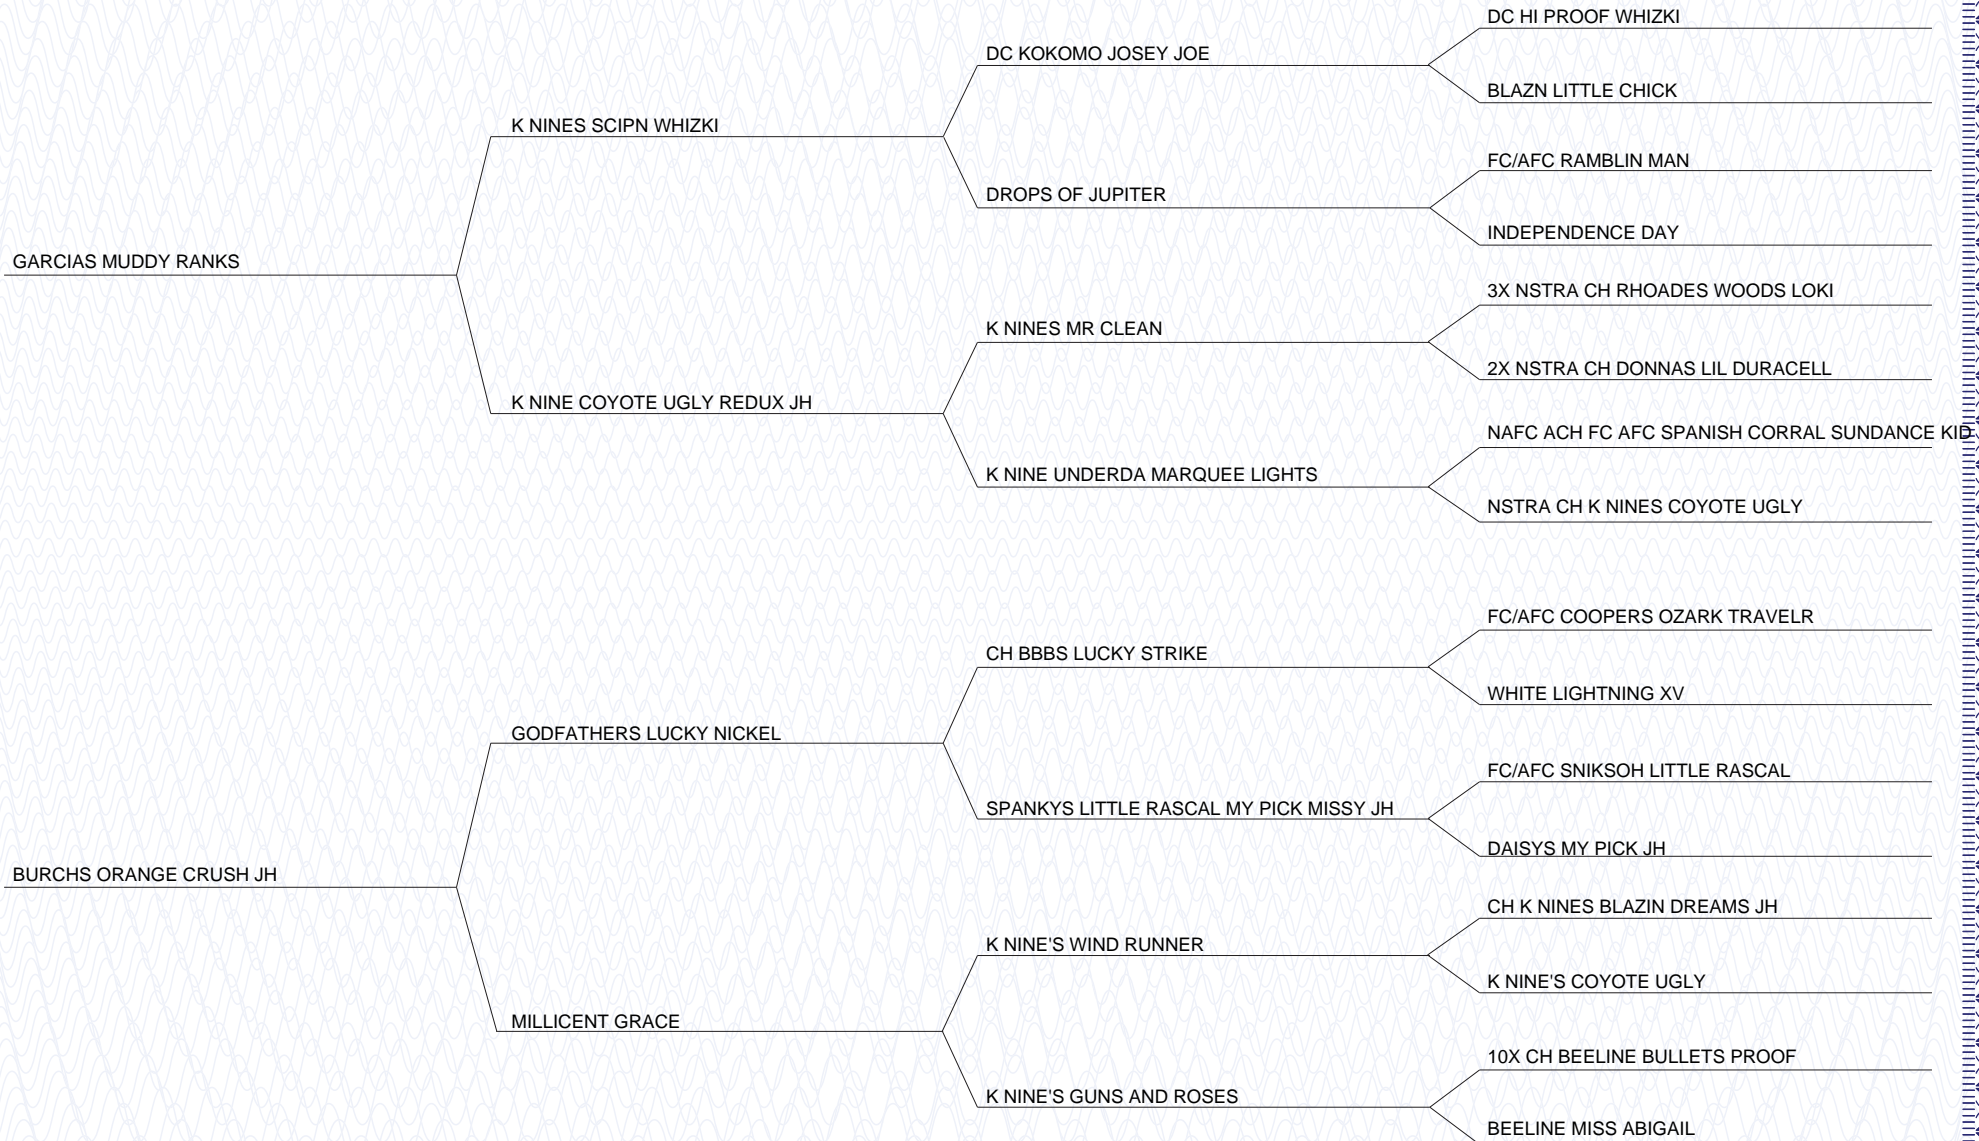 DC HI PROOF WHIZKI
DC KOKOMO JOSEY JOE
BLAZN LITTLE CHICK
K NINES SCIPN WHIZKI
FC/AFC RAMBLIN MAN
DROPS OF JUPITER
INDEPENDENCE DAY
GARCIAS MUDDY RANKS
3X NSTRA CH RHOADES WOODS LOKI
K NINES MR CLEAN
2X NSTRA CH DONNAS LIL DURACELL
K NINE COYOTE UGLY REDUX JH
NAFC ACH FC AFC SPANISH CORRAL SUNDANCE KID
K NINE UNDERDA MARQUEE LIGHTS
NSTRA CH K NINES COYOTE UGLY
FC/AFC COOPERS OZARK TRAVELR
CH BBBS LUCKY STRIKE
WHITE LIGHTNING XV
GODFATHERS LUCKY NICKEL
FC/AFC SNIKSOH LITTLE RASCAL
SPANKYS LITTLE RASCAL MY PICK MISSY JH
DAISYS MY PICK JH
BURCHS ORANGE CRUSH JH
CH K NINES BLAZIN DREAMS JH
K NINE'S WIND RUNNER
K NINE'S COYOTE UGLY
MILLICENT GRACE
10X CH BEELINE BULLETS PROOF
K NINE'S GUNS AND ROSES
BEELINE MISS ABIGAIL